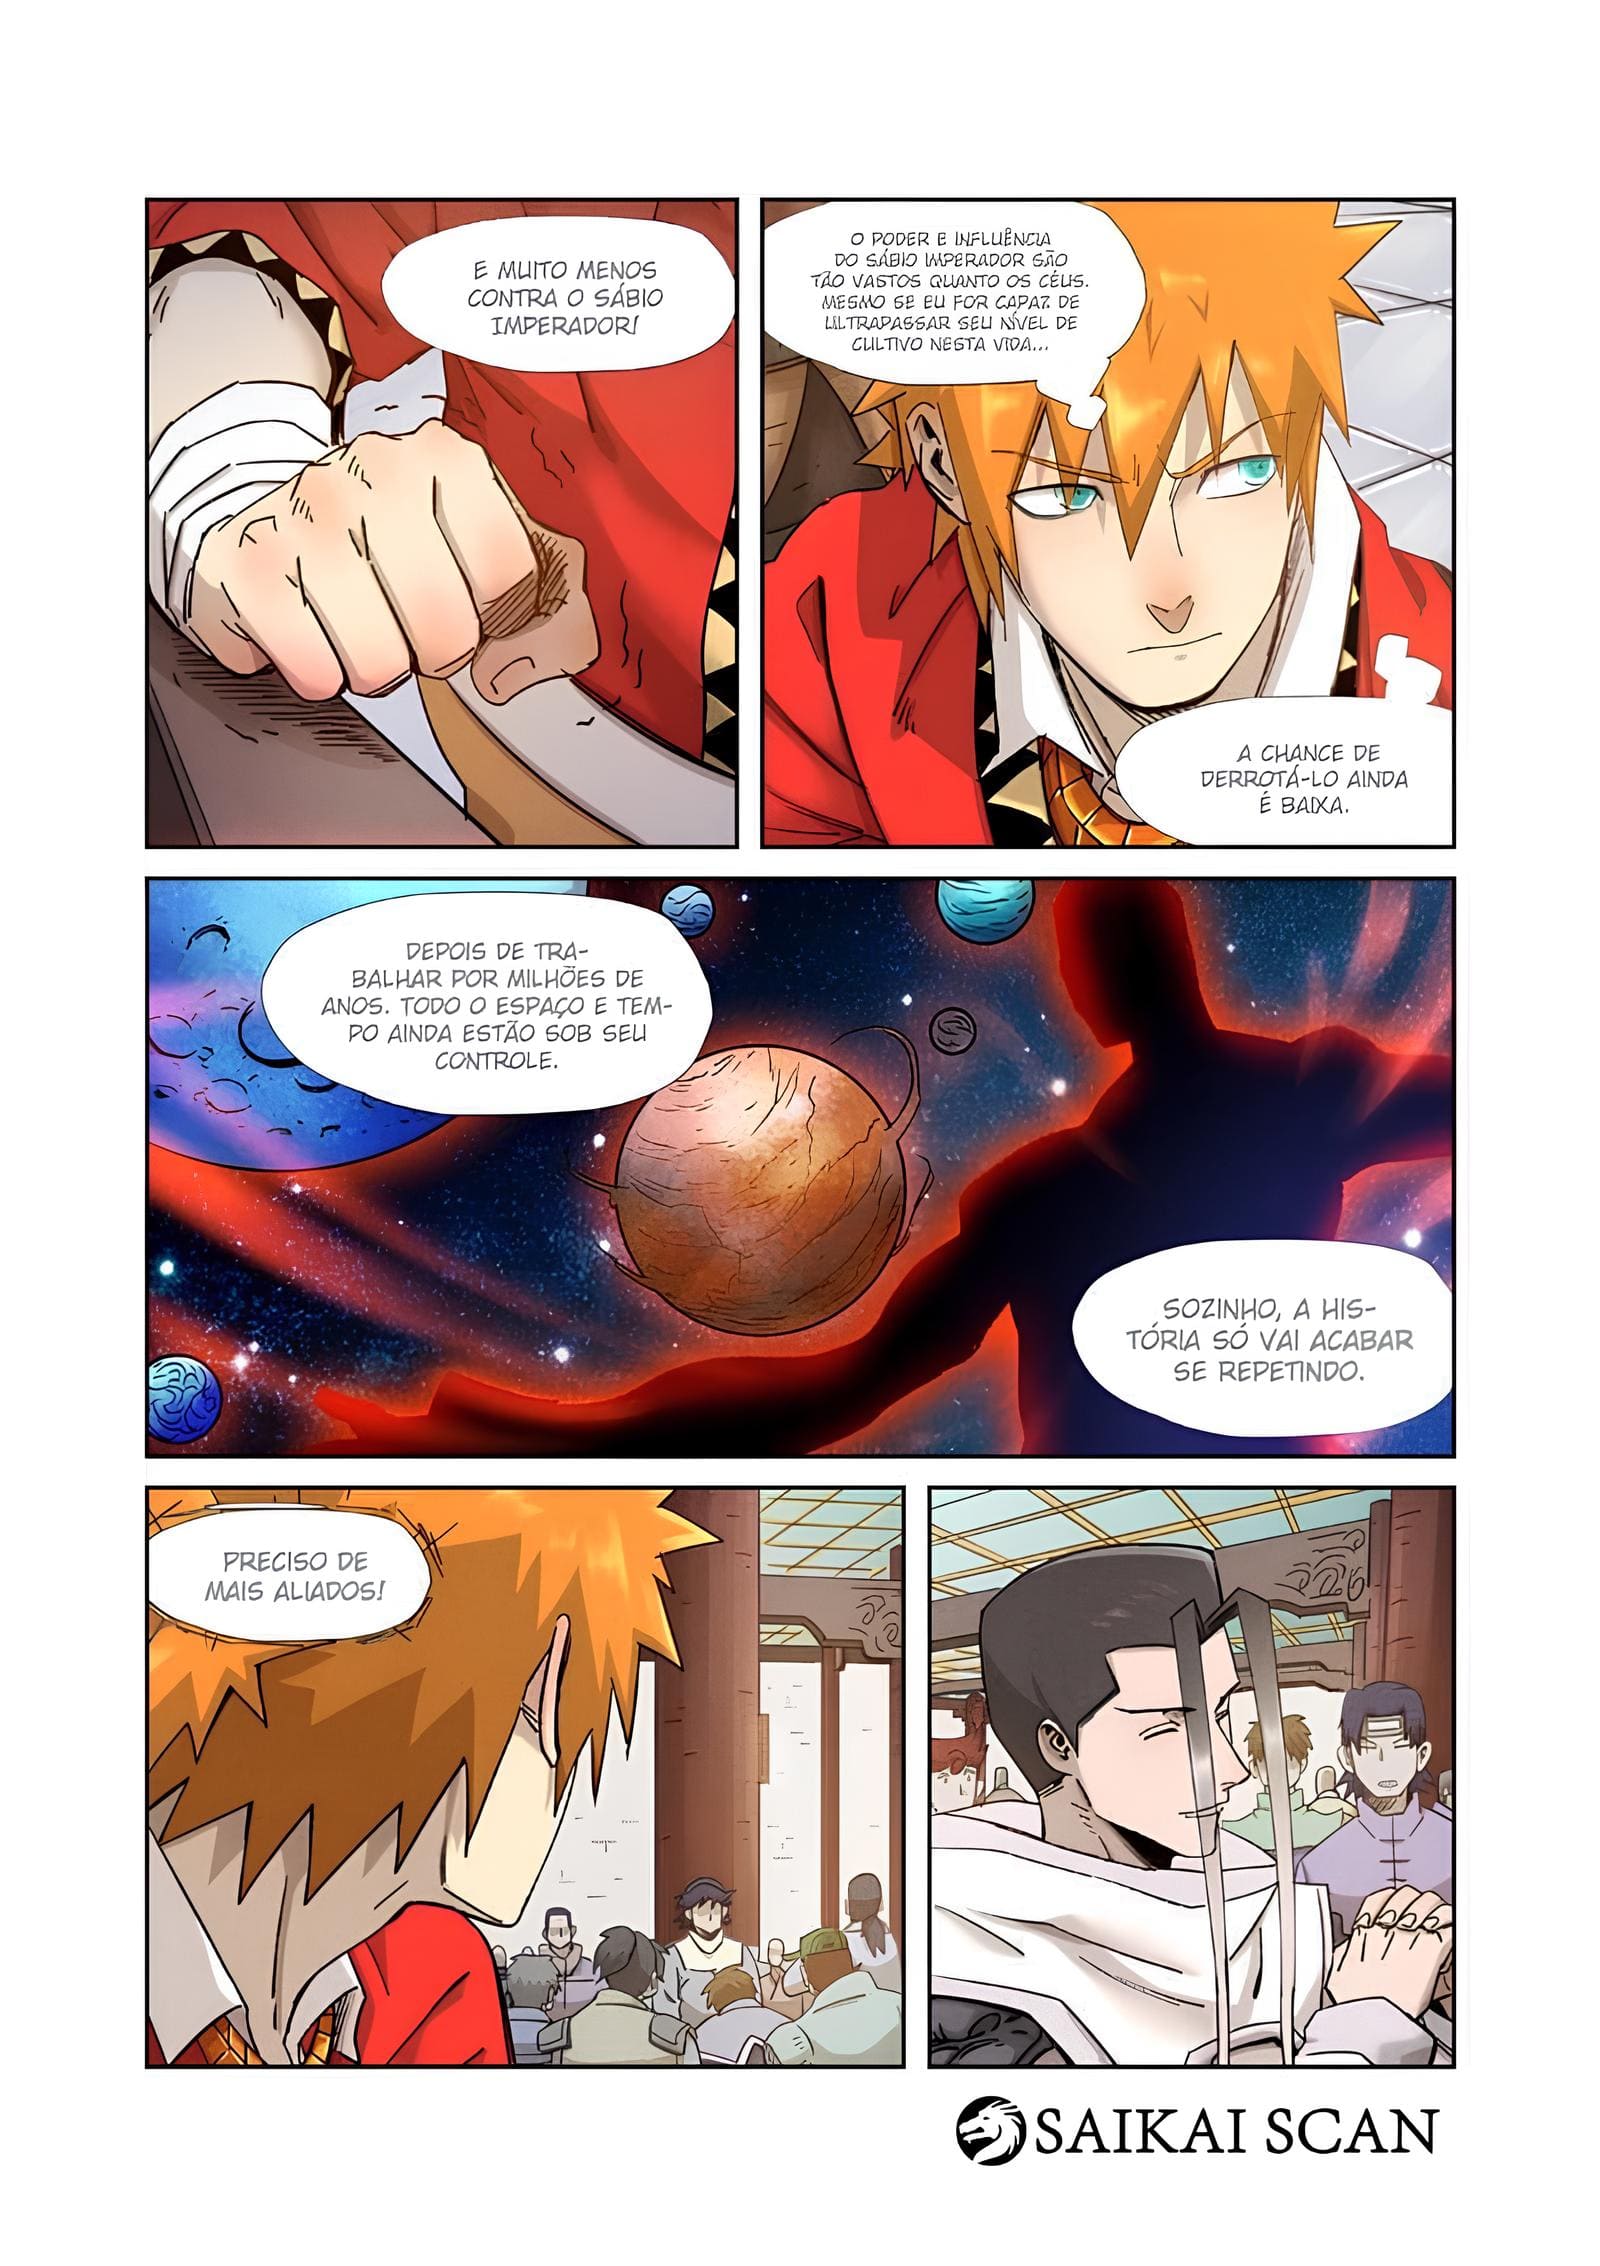 E MUITO MENOS
CONTRA O SÁBIO
IMPERADOR!
O PODER E INFLUÊNCIA
DO SÁBIO IMPERADOR SÃO
TÃO VASTOS QUANTO OS CÉUS.
MESMO SE EU FOR CAPAZ DE
ULTRAPASSAR SEU NÍVEL DE
CULTIVO NESTA VIDA...
A CHANCE DE
DERROTÁ-LO AINDA
É BAIXA.
DEPOIS DE TRA-
BALHAR POR MILHÕES DE
ANOS. TODO O ESPAÇO E TEM-
PO AINDA ESTÃO SOB SEU
CONTROLE.
SOZINHO, A HIS-
TÓRIA SÓ VAI ACABAR
SE REPETINDO.
PRECISO DE
MAIS ALIADOS!
SAIKAI SCAN